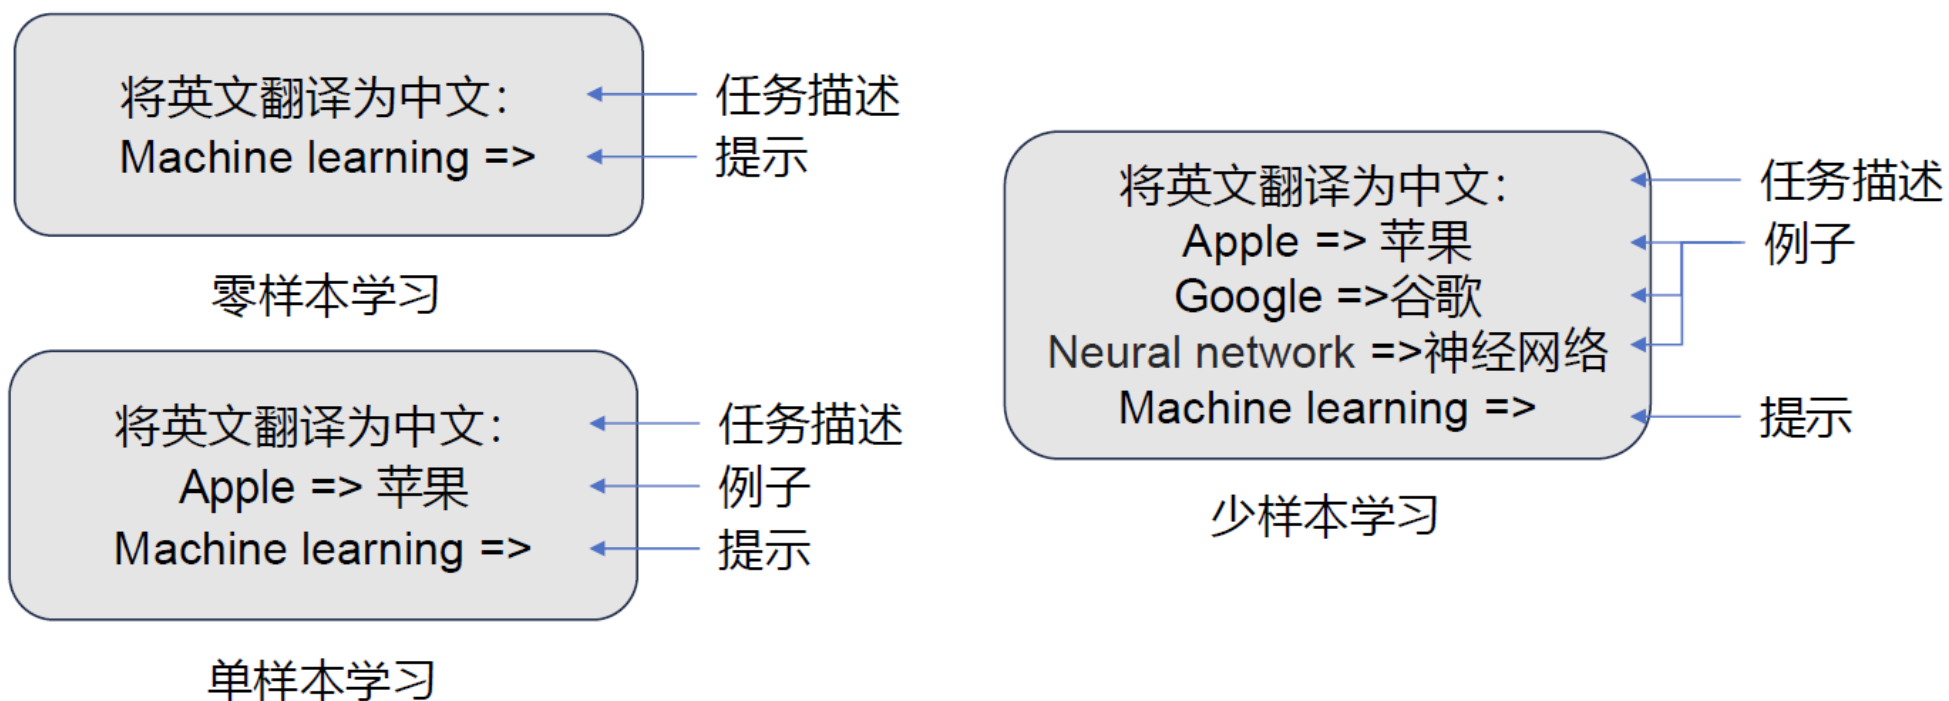 将英文翻译为中文：
Machine learning =>
任务描述
提示
零样本学习
将英文翻译为中文：
Apple => 苹果
Machine learning =>
任务描述
例子
提示
单样本学习
将英文翻译为中文：
Apple => 苹果
Google =>谷歌
Neural network =>神经网络
Machine learning =>
任务描述
例子
提示
少样本学习